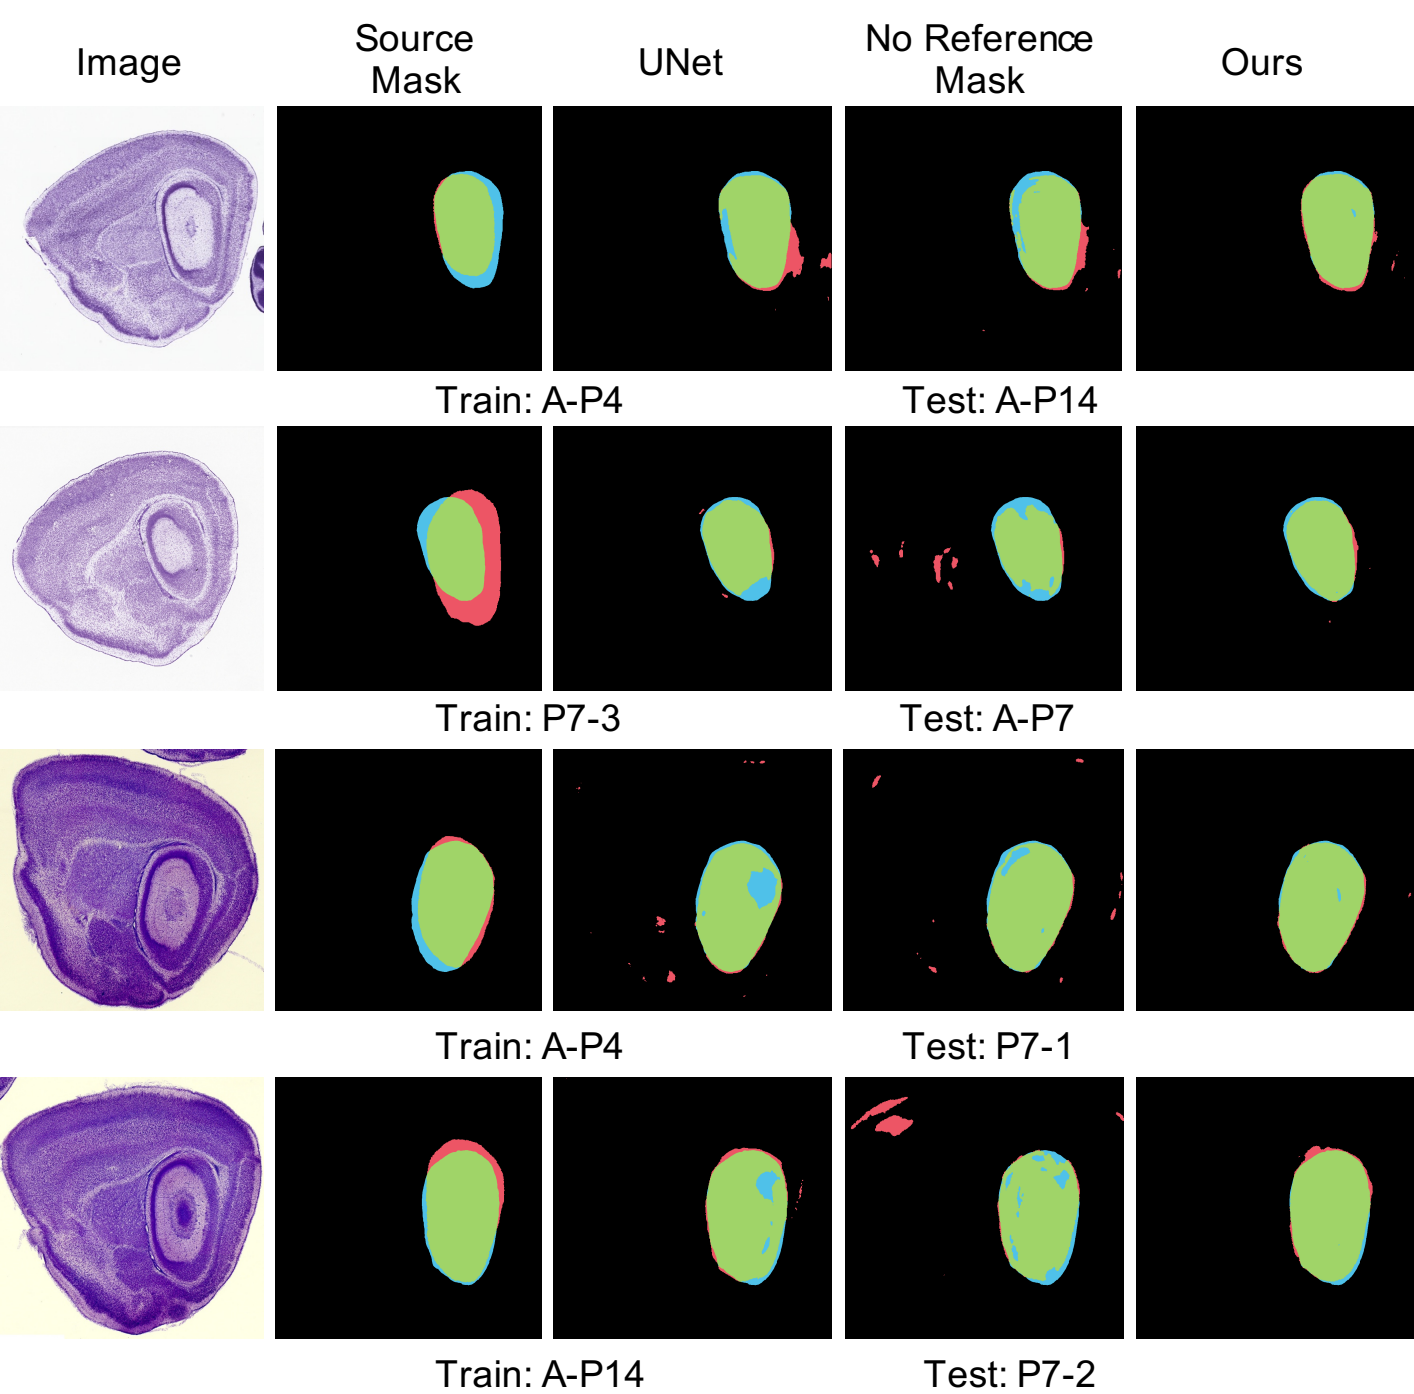 Image
Source
Mask
UNet
No Reference
Mask
Ours
Train: A-P4
Test: A-P14
Train: P7-3
Test: A-P7
Train: A-P4
Test: P7-1
Train: A-P14
Test: P7-2